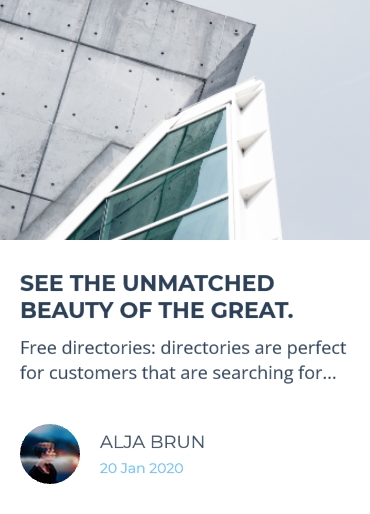 SEE THE UNMATCHED
BEAUTY OF THE GREAT.
Free directories: directories are perfect
for customers that are searching for...
ALJA BRUN
20 Jan 2020